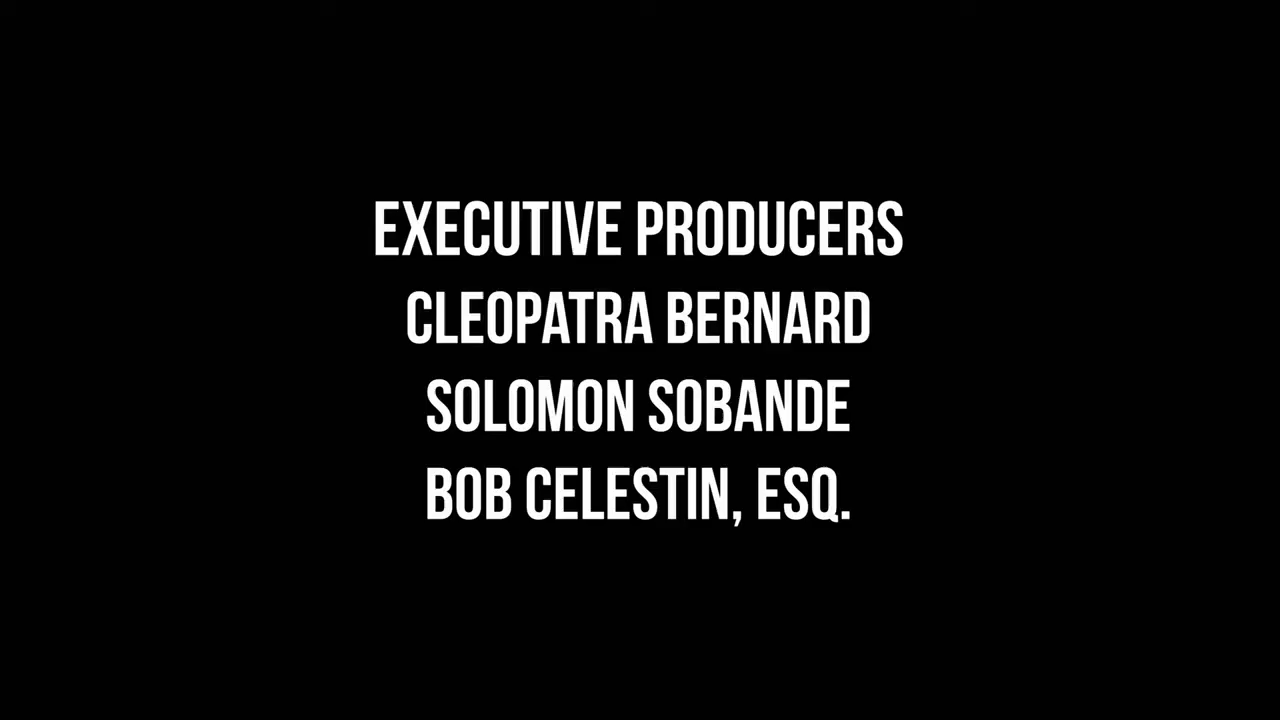 EXECUTIVE PRODUCERS
CLEOPATRA BERNARD
SOLOMON SOBANDE
BOB CELESTIN, ESQ.